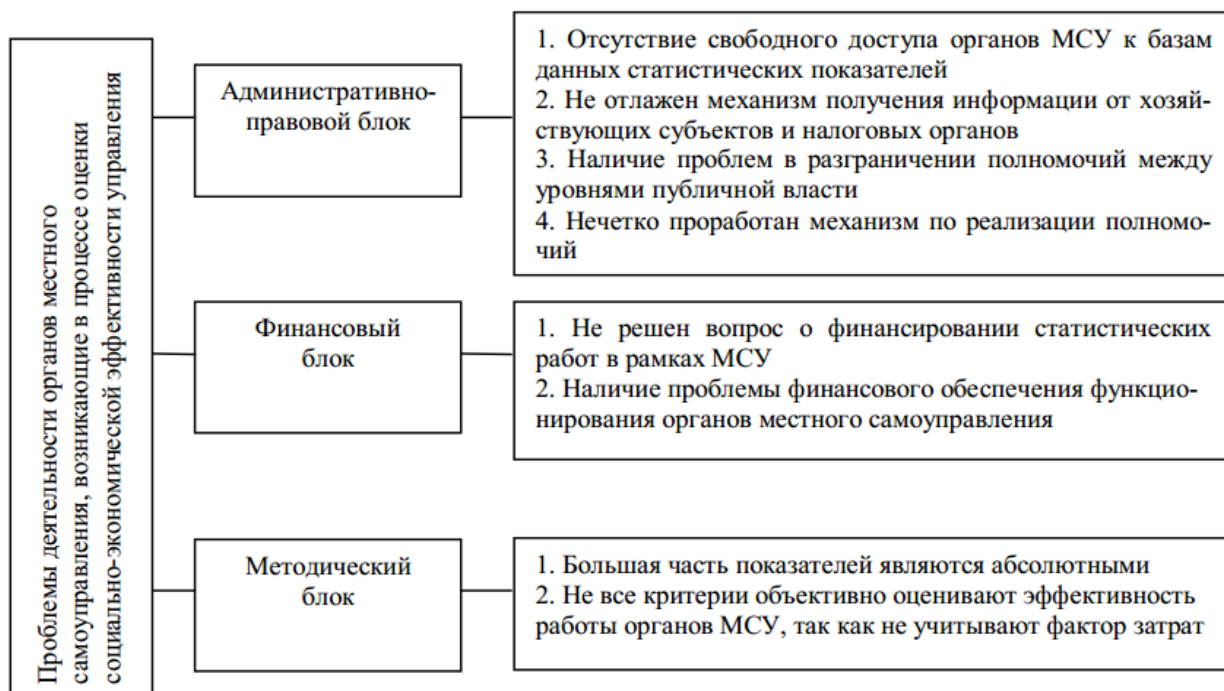 Проблемы деятельности органов местного
самоуправления, возникающие в процессе оценки
социально-экономической эффективности управления
Административно-
правовой блок
1. Отсутствие свободного доступа органов МСУ к базам
данных статистических показателей
2. Не отлажен механизм получения информации от хозяй-
ствующих субъектов и налоговых органов
3. Наличие проблем в разграничении полномочий между
уровнями публичной власти
4. Нечетко проработан механизм по реализации полномо-
чий
Финансовый
блок
1. Не решен вопрос о финансировании статистических
работ в рамках МСУ
2. Наличие проблемы финансового обеспечения функцио-
нирования органов местного самоуправления
Методический
блок
1. Большая часть показателей являются абсолютными
2. Не все критерии объективно оценивают эффективность
работы органов МСУ, так как не учитывают фактор затрат